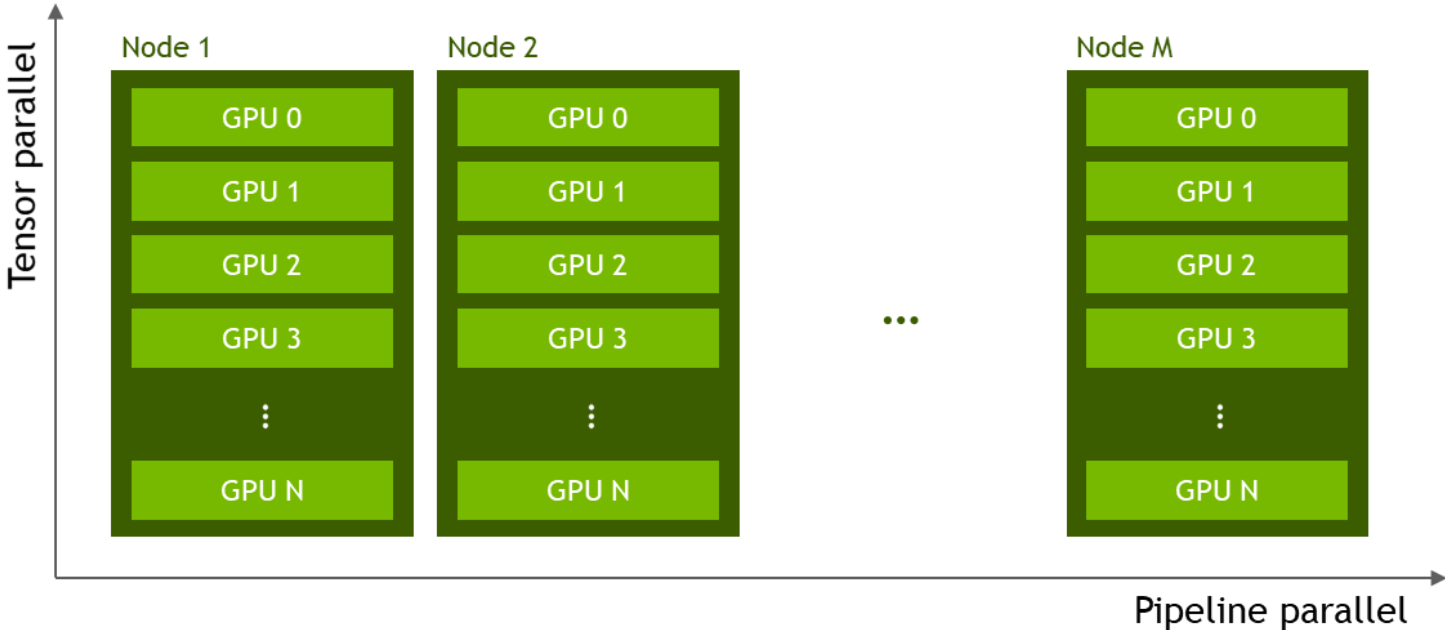 Tensor parallel
Node 1
GPU 0
GPU 1
GPU 2
GPU 3
⋮
GPU N
Node 2
GPU 0
GPU 1
GPU 2
GPU 3
⋮
GPU N
...
Node M
GPU 0
GPU 1
GPU 2
GPU 3
⋮
GPU N
Pipeline parallel